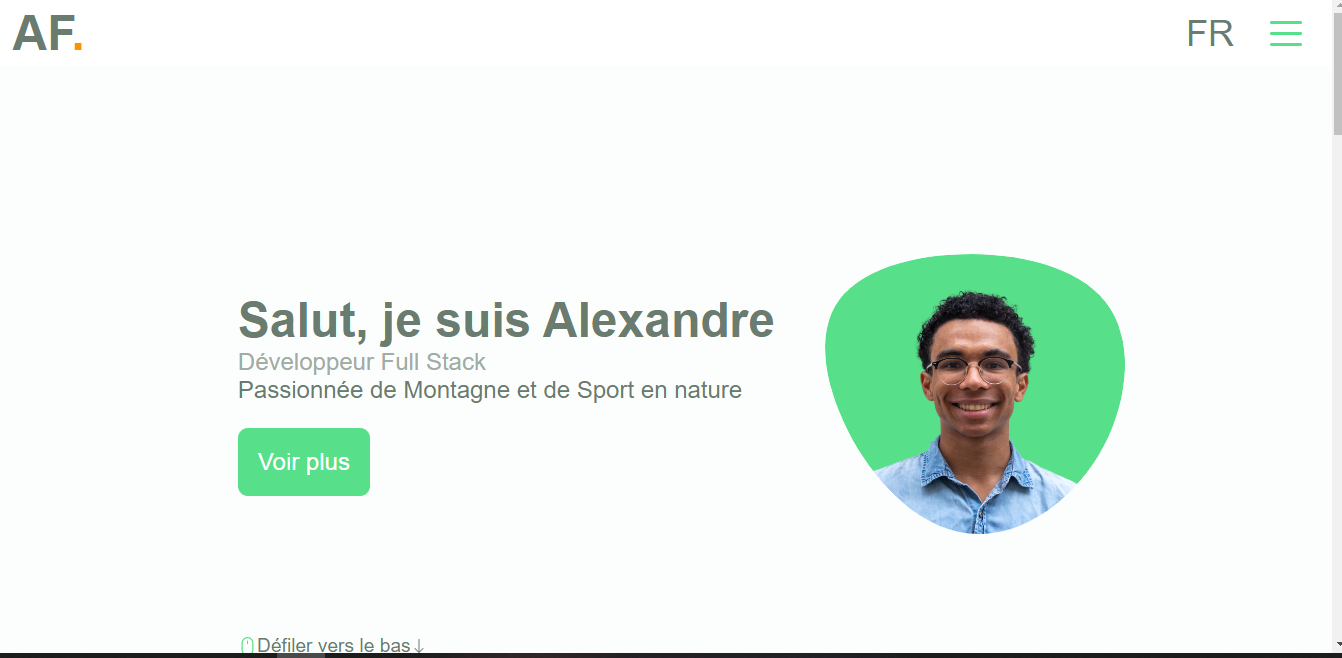 AF.
FR
Salut, je suis Alexandre
Développeur Full Stack
Passionnée de Montagne et de Sport en nature
Voir plus
Défiler vers le bas↓